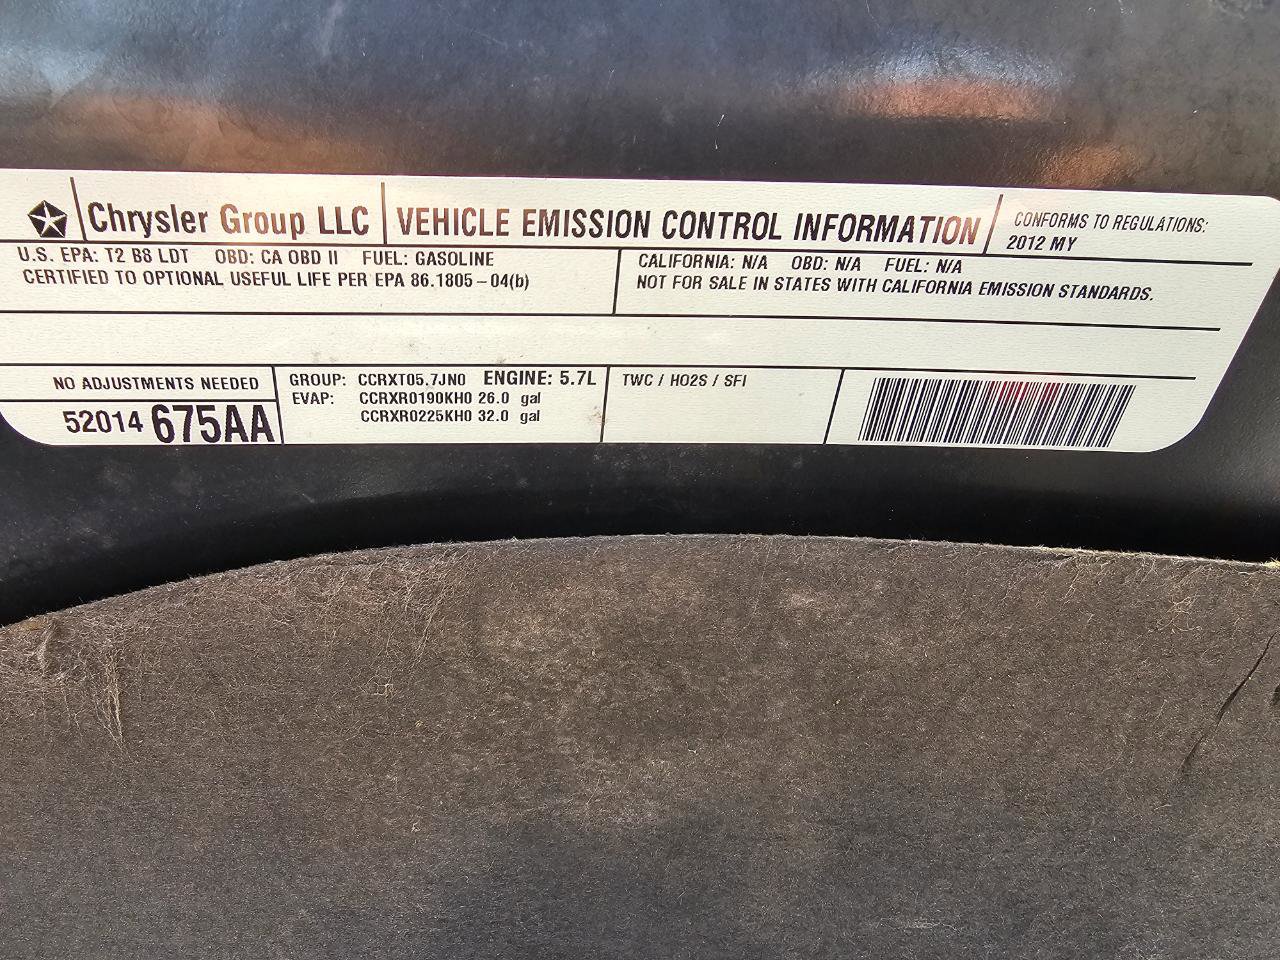 Chrysler Group LLC VEHICLE EMISSION CONTROL INFORMATION CONFORMS TO REGULATIONS:
2012 MY
U.S. EPA: T2 B8 LDT OBD: CA OBD II FUEL: GASOLINE
CERTIFIED TO OPTIONAL USEFUL LIFE PER EPA 86.1805-04(b)
CALIFORNIA: N/A OBD: N/A FUEL: N/A
NOT FOR SALE IN STATES WITH CALIFORNIA EMISSION STANDARDS.
NO ADJUSTMENTS NEEDED
52014 675AA
GROUP: CCRXT05.7JN0 ENGINE: 5.7L
EVAP: CCRXR0190KH0 26.0 gal
CCRXR0225KH0 32.0 gal
TWC / HO2S / SFI